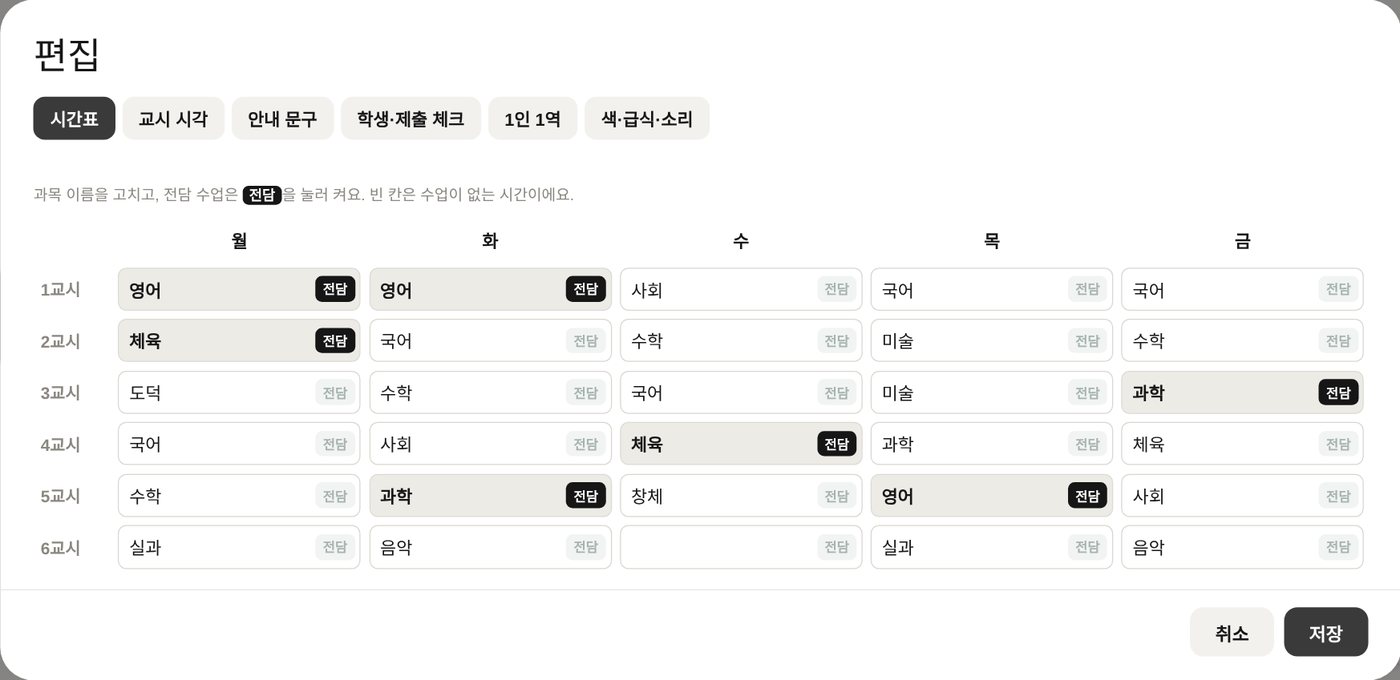 편집
시간표 교시 시각 안내 문구 학생·제출 체크 1인 1역 색·급식·소리
과목 이름을 고치고, 전담 수업은 전담을 눌러 켜요. 빈 칸은 수업이 없는 시간이에요.
월 화 수 목 금
1교시 영어 전담 영어 전담 사회 전담 국어 전담 국어 전담
2교시 체육 전담 국어 전담 수학 전담 미술 전담 수학 전담
3교시 도덕 전담 수학 전담 국어 전담 미술 전담 과학 전담
4교시 국어 전담 사회 전담 체육 전담 과학 전담 체육 전담
5교시 수학 전담 과학 전담 창체 전담 영어 전담 사회 전담
6교시 실과 전담 음악 전담 전담 실과 전담 음악 전담
취소 저장